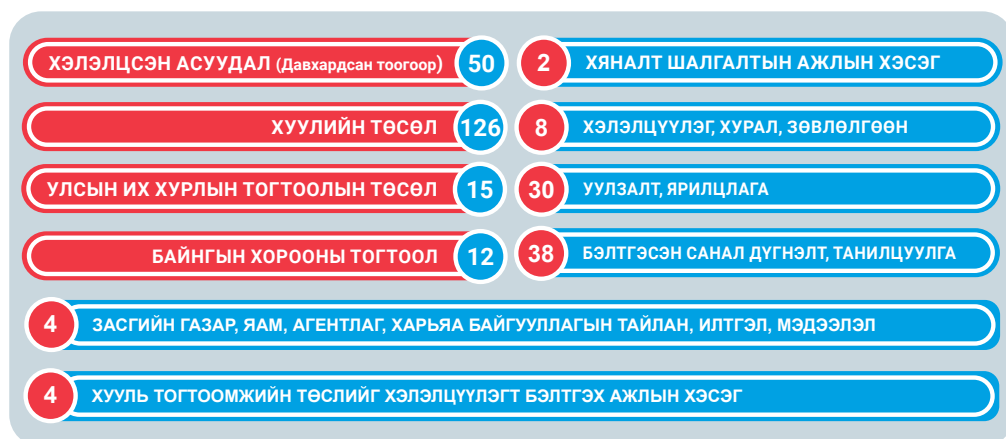 ХЭЛЭЛЦСЭН АСУУДАЛ (Давхардсан тоогоор) 50
2 ХЯНАЛТ ШАЛГАЛТЫН АЖЛЫН ХЭСЭГ
ХУУЛИЙН ТӨСӨЛ 126
8 ХЭЛЭЛЦҮҮЛЭГ, ХУРАЛ, ЗӨВЛӨЛГӨӨН
УЛСЫН ИХ ХУРЛЫН ТОГТООЛЫН ТӨСӨЛ 15
30 УУЛЗАЛТ, ЯРИЛЦЛАГА
БАЙНГЫН ХОРООНЫ ТОГТООЛ 12
38 БЭЛТГЭСЭН САНАЛ ДҮГНЭЛТ, ТАНИЛЦУУЛГА
4 ЗАСГИЙН ГАЗАР, ЯАМ, АГЕНТЛАГ, ХАРЬЯА БАЙГУУЛЛАГЫН ТАЙЛАН, ИЛТГЭЛ, МЭДЭЭЛЭЛ
4 ХУУЛЬ ТОГТООМЖИЙН ТӨСЛИЙГ ХЭЛЭЛЦҮҮЛЭГТ БЭЛТГЭХ АЖЛЫН ХЭСЭГ